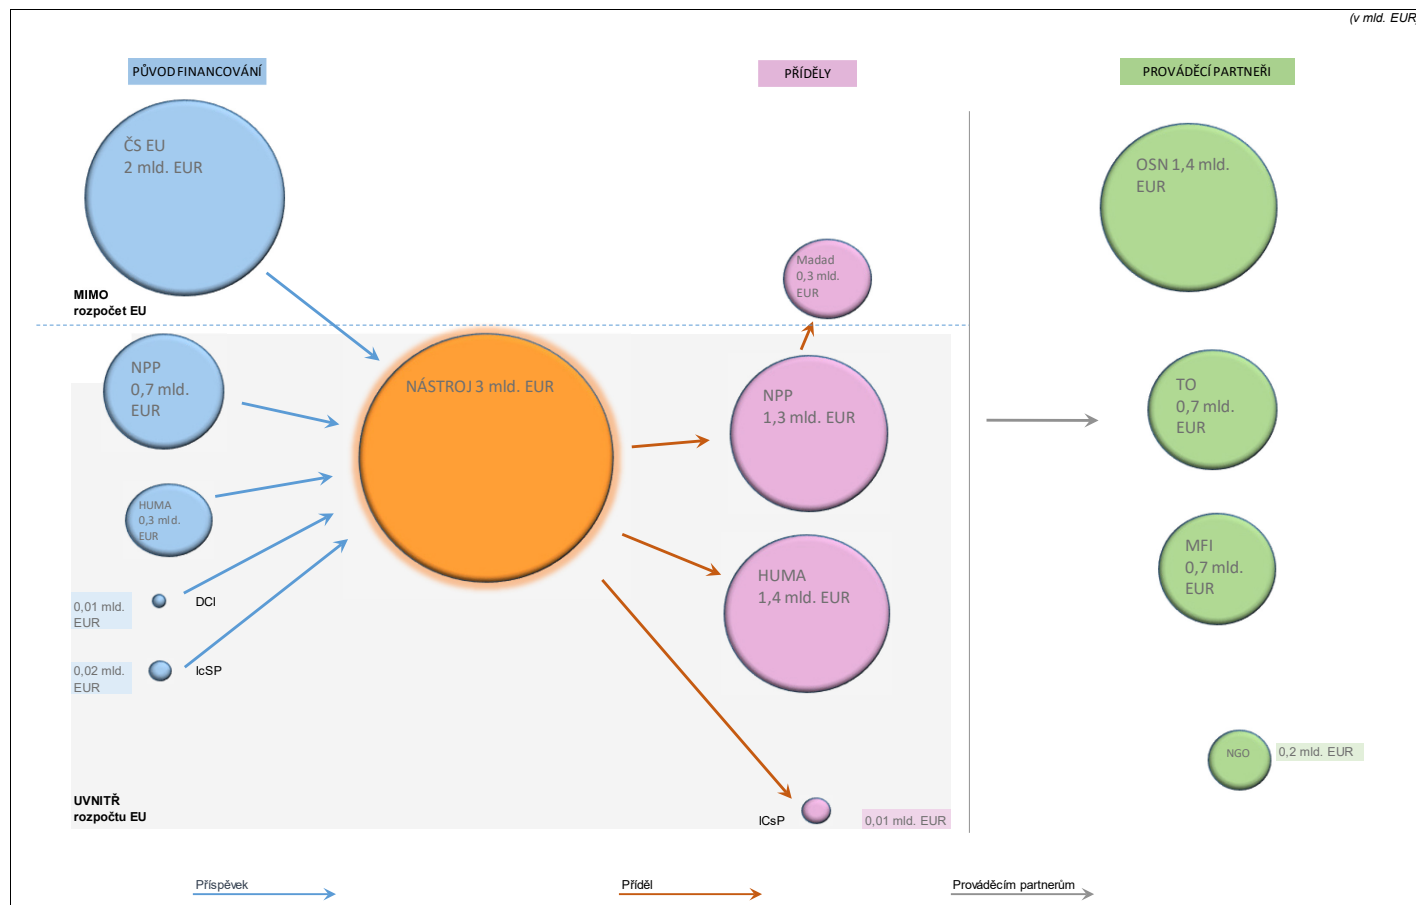 (v mld. EUR)
PŮVOD FINANCOVÁNÍ
PŘÍDĚLY
PROVÁDĚCÍ PARTNEŘI
ČS EU
2 mld. EUR
OSN 1,4 mld.
EUR
Madad
0,3 mld.
EUR
MIMO
rozpočet EU
NPP
0,7 mld.
EUR
NÁSTROJ 3 mld. EUR
NPP
1,3 mld. EUR
TO
0,7 mld.
EUR
HUMA
0,3 mld.
EUR
HUMA
1,4 mld. EUR
MFI
0,7 mld.
EUR
0,01 mld.
EUR
DCI
0,02 mld.
EUR
IcSP
NGO
0,2 mld. EUR
UVNITŘ
rozpočtu EU
ICsP
0,01 mld. EUR
Příspěvek
Příděl
Prováděcím partnerům